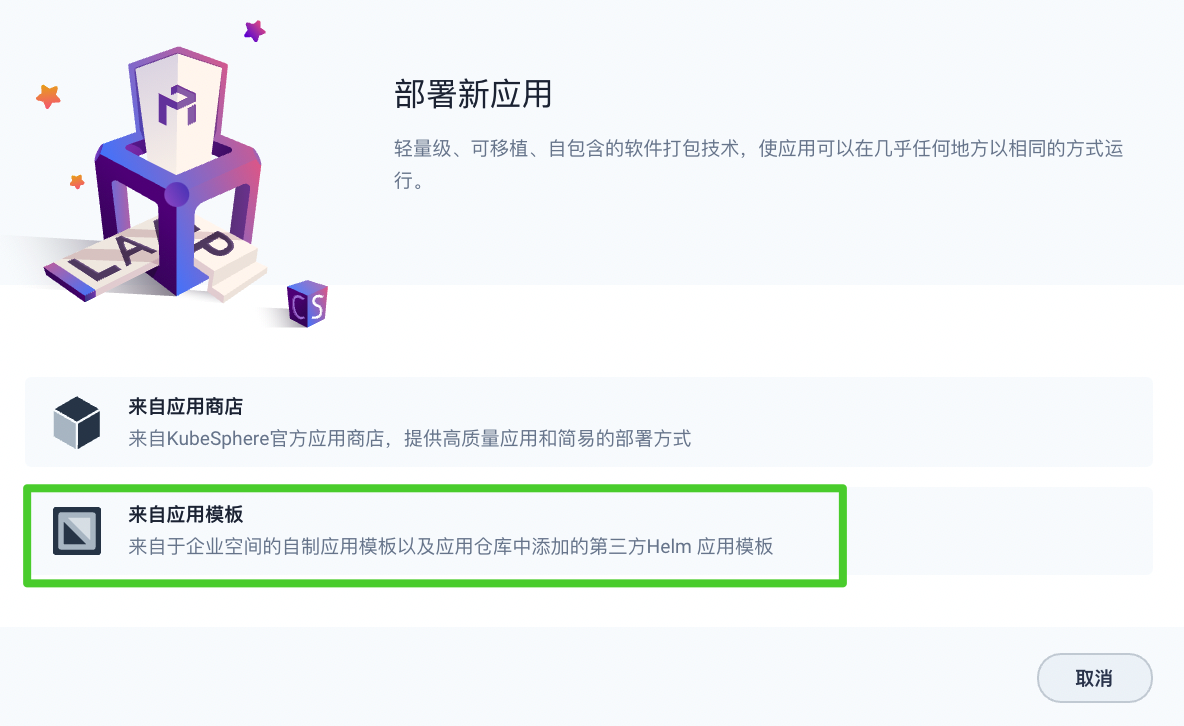 部署新应用
轻量级、可移植、自包含的软件打包技术，使应用可以在几乎任何地方以相同的方式运
行。
LA P
CS
来自应用商店
来自KubeSphere官方应用商店，提供高质量应用和简易的部署方式
来自应用模板
来自于企业空间的自制应用模板以及应用仓库中添加的第三方Helm 应用模板
取消